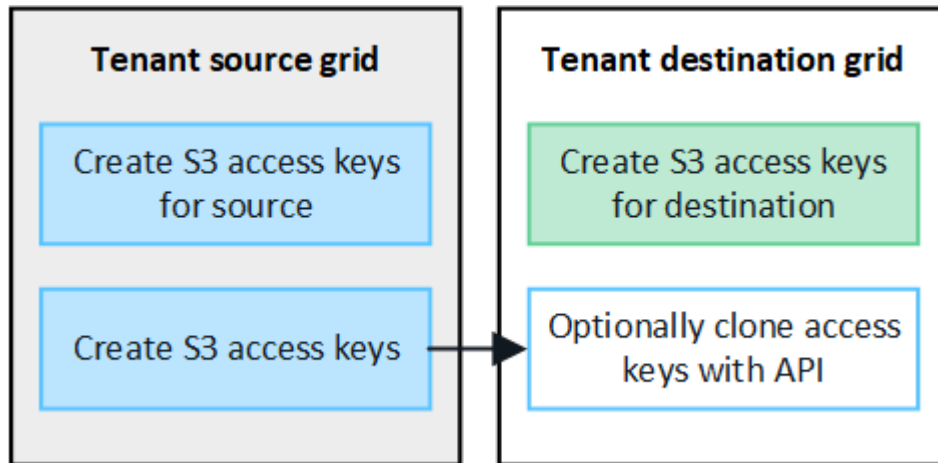 Tenant source grid
Create S3 access keys
for source
Create S3 access keys
Tenant destination grid
Create S3 access keys
for destination
Optionally clone access
keys with API